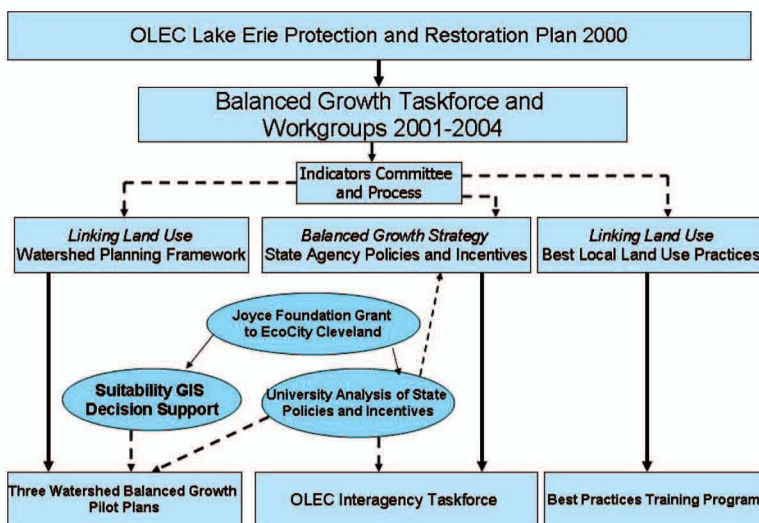 OLEC Lake Erie Protection and Restoration Plan 2000
Balanced Growth Taskforce and
Workgroups 2001-2004
Indicators Committee
and Process
Linking Land Use
Watershed Planning Framework
Balanced Growth Strategy
State Agency Policies and Incentives
Linking Land Use
Best Local Land Use Practices
Joyce Foundation Grant
to EcoCity Cleveland
Suitability GIS
Decision Support
University Analysis of State
Policies and Incentives
Three Watershed Balanced Growth
Pilot Plans
OLEC Interagency Taskforce
Best Practices Training Program